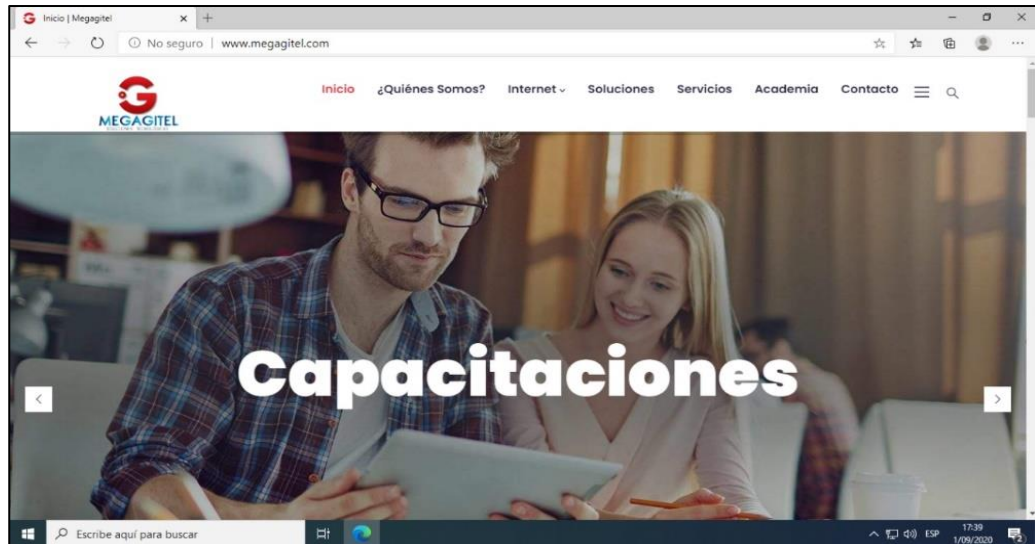 Inicio | Megagitel
No seguro | www.megagitel.com
MEGAGITEL
Inicio ¿Quiénes Somos? Internet Soluciones Servicios Academia Contacto
Capacitaciones
Escribe aquí para buscar
ESP
17:39
1/09/2020
2